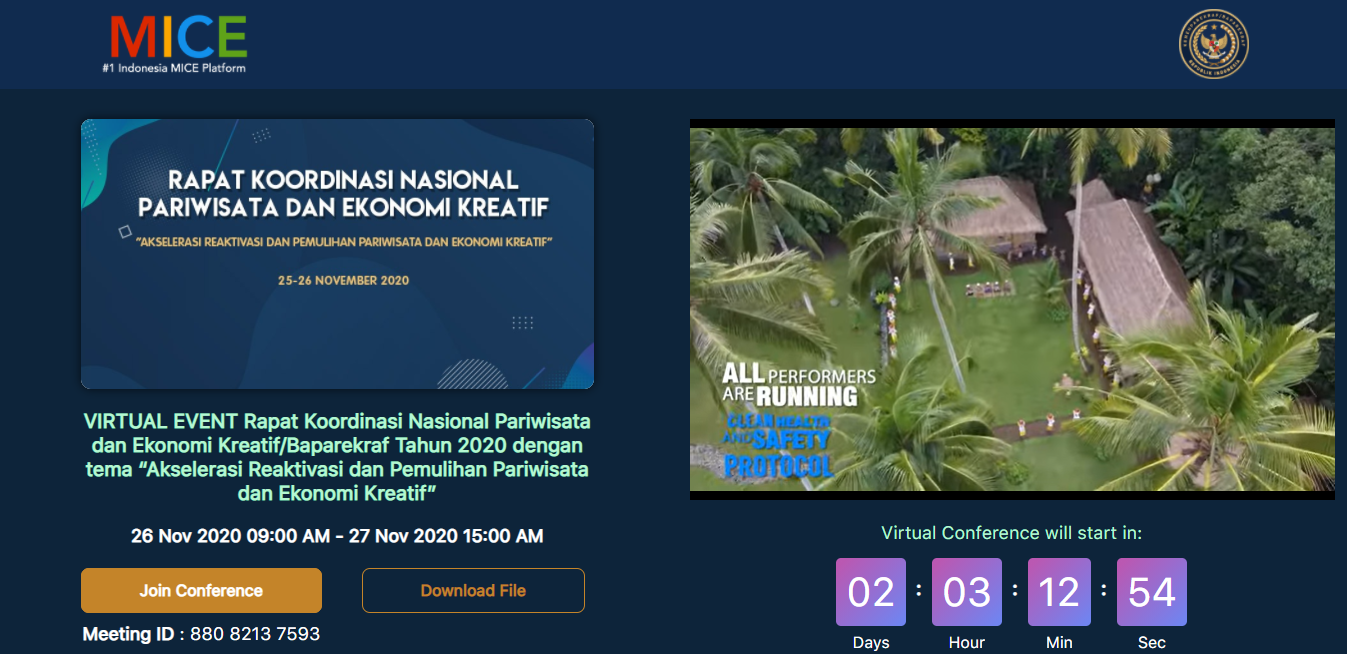 MICE
#1 Indonesia MICE Platform
REPUBLIK INDONESIA
RAPAT KOORDINASI NASIONAL
PARIWISATA DAN EKONOMI KREATIF
"AKSELERASI REAKTIVASI DAN PEMULIHAN PARIWISATA DAN EKONOMI KREATIF"
25-26 NOVEMBER 2020
VIRTUAL EVENT Rapat Koordinasi Nasional Pariwisata
dan Ekonomi Kreatif/Baparekraf Tahun 2020 dengan
tema “Akselerasi Reaktivasi dan Pemulihan Pariwisata
dan Ekonomi Kreatif”
26 Nov 2020 09:00 AM - 27 Nov 2020 15:00 AM
Join Conference
Download File
Meeting ID : 880 8213 7593
ALL PERFORMERS
ARE RUNNING
CLEAN HEALTH
AND SAFETY
PROTOCOL
Virtual Conference will start in:
02 : 03 : 12 : 54
Days Hour Min Sec